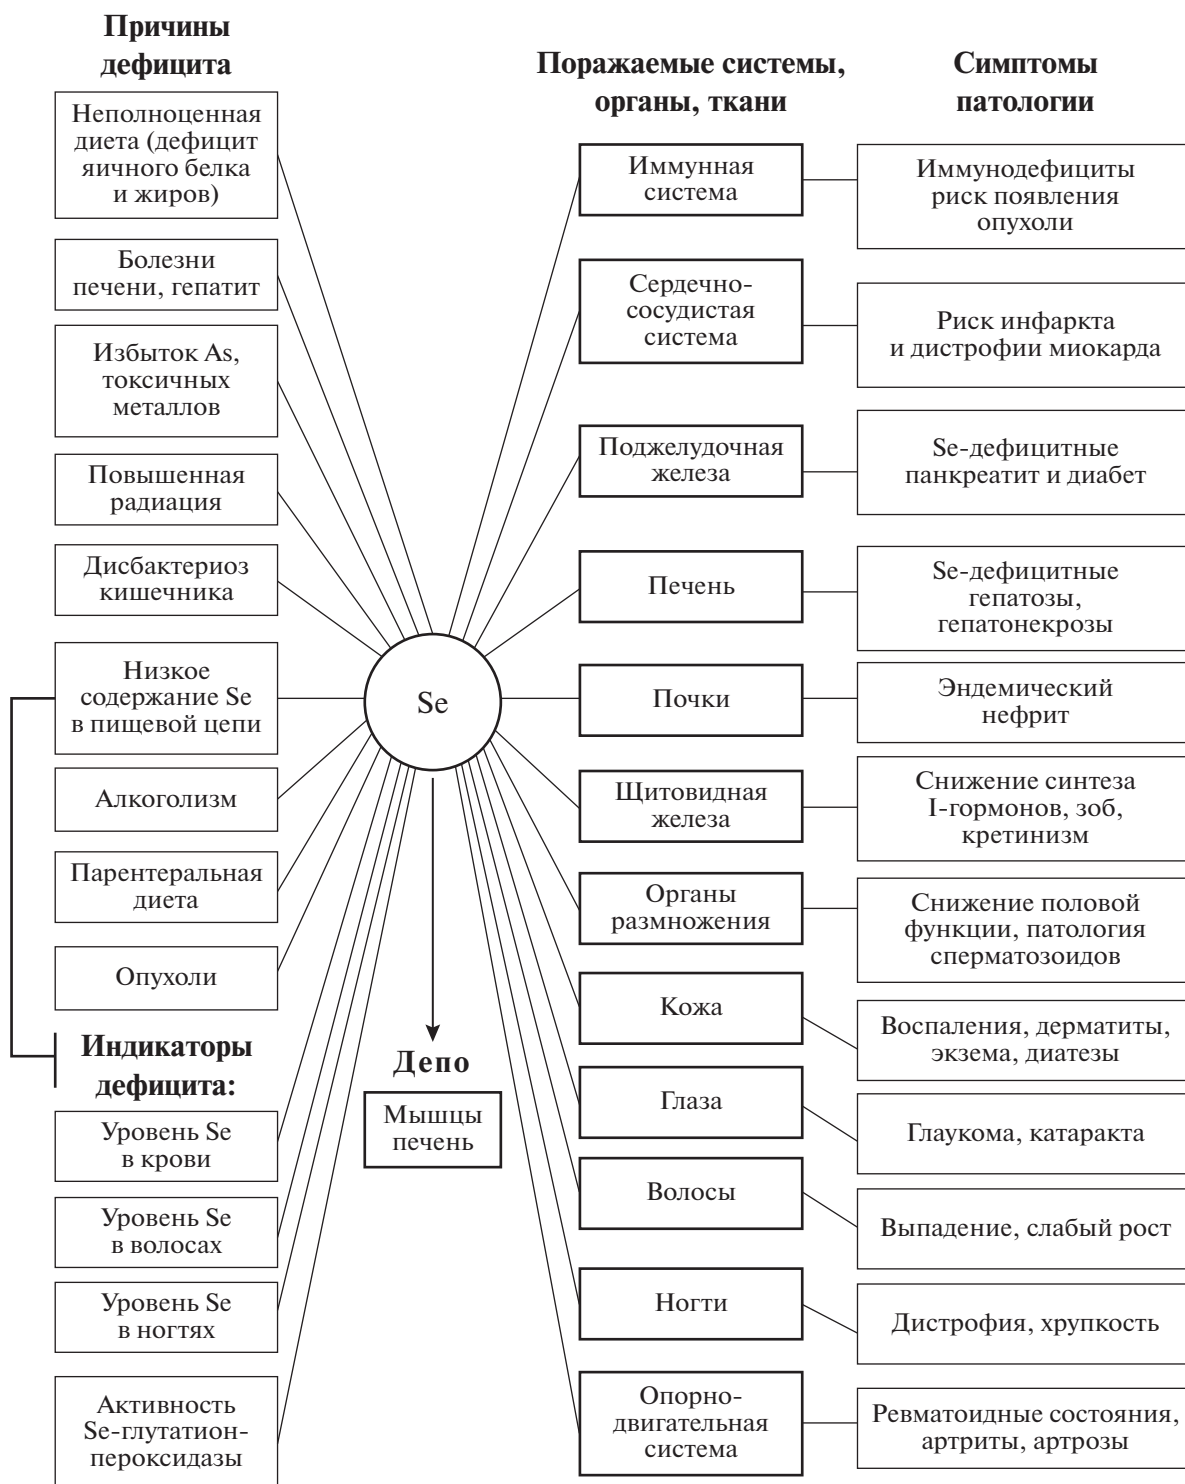 Причины
дефицита
Неполноценная
диета (дефицит
яичного белка
и жиров)
Болезни
печени, гепатит
Избыток As,
токсичных
металлов
Повышенная
радиация
Дисбактериоз
кишечника
Низкое
содержание Se
в пищевой цепи
Алкоголизм
Парентеральная
диета
Опухоли
Индикаторы
дефицита:
Уровень Se
в крови
Уровень Se
в волосах
Уровень Se
в ногтях
Активность
Se-глутатион-
пероксидазы
Se
Депо
Мышцы
печень
Поражаемые системы,
органы, ткани
Иммунная
система
Сердечно-
сосудистая
система
Поджелудочная
железа
Печень
Почки
Щитовидная
железа
Органы
размножения
Кожа
Глаза
Волосы
Ногти
Опорно-
двигательная
система
Симптомы
патологии
Иммунодефициты
риск появления
опухоли
Риск инфаркта
и дистрофии миокарда
Se-дефицитные
панкреатит и диабет
Se-дефицитные
гепатозы,
гепатонекрозы
Эндемический
нефрит
Снижение синтеза
I-гормонов, зоб,
кретинизм
Снижение половой
функции, патология
сперматозоидов
Воспаления, дерматиты,
экзема, диатезы
Глаукома, катаракта
Выпадение, слабый рост
Дистрофия, хрупкость
Ревматоидные состояния,
артриты, артрозы